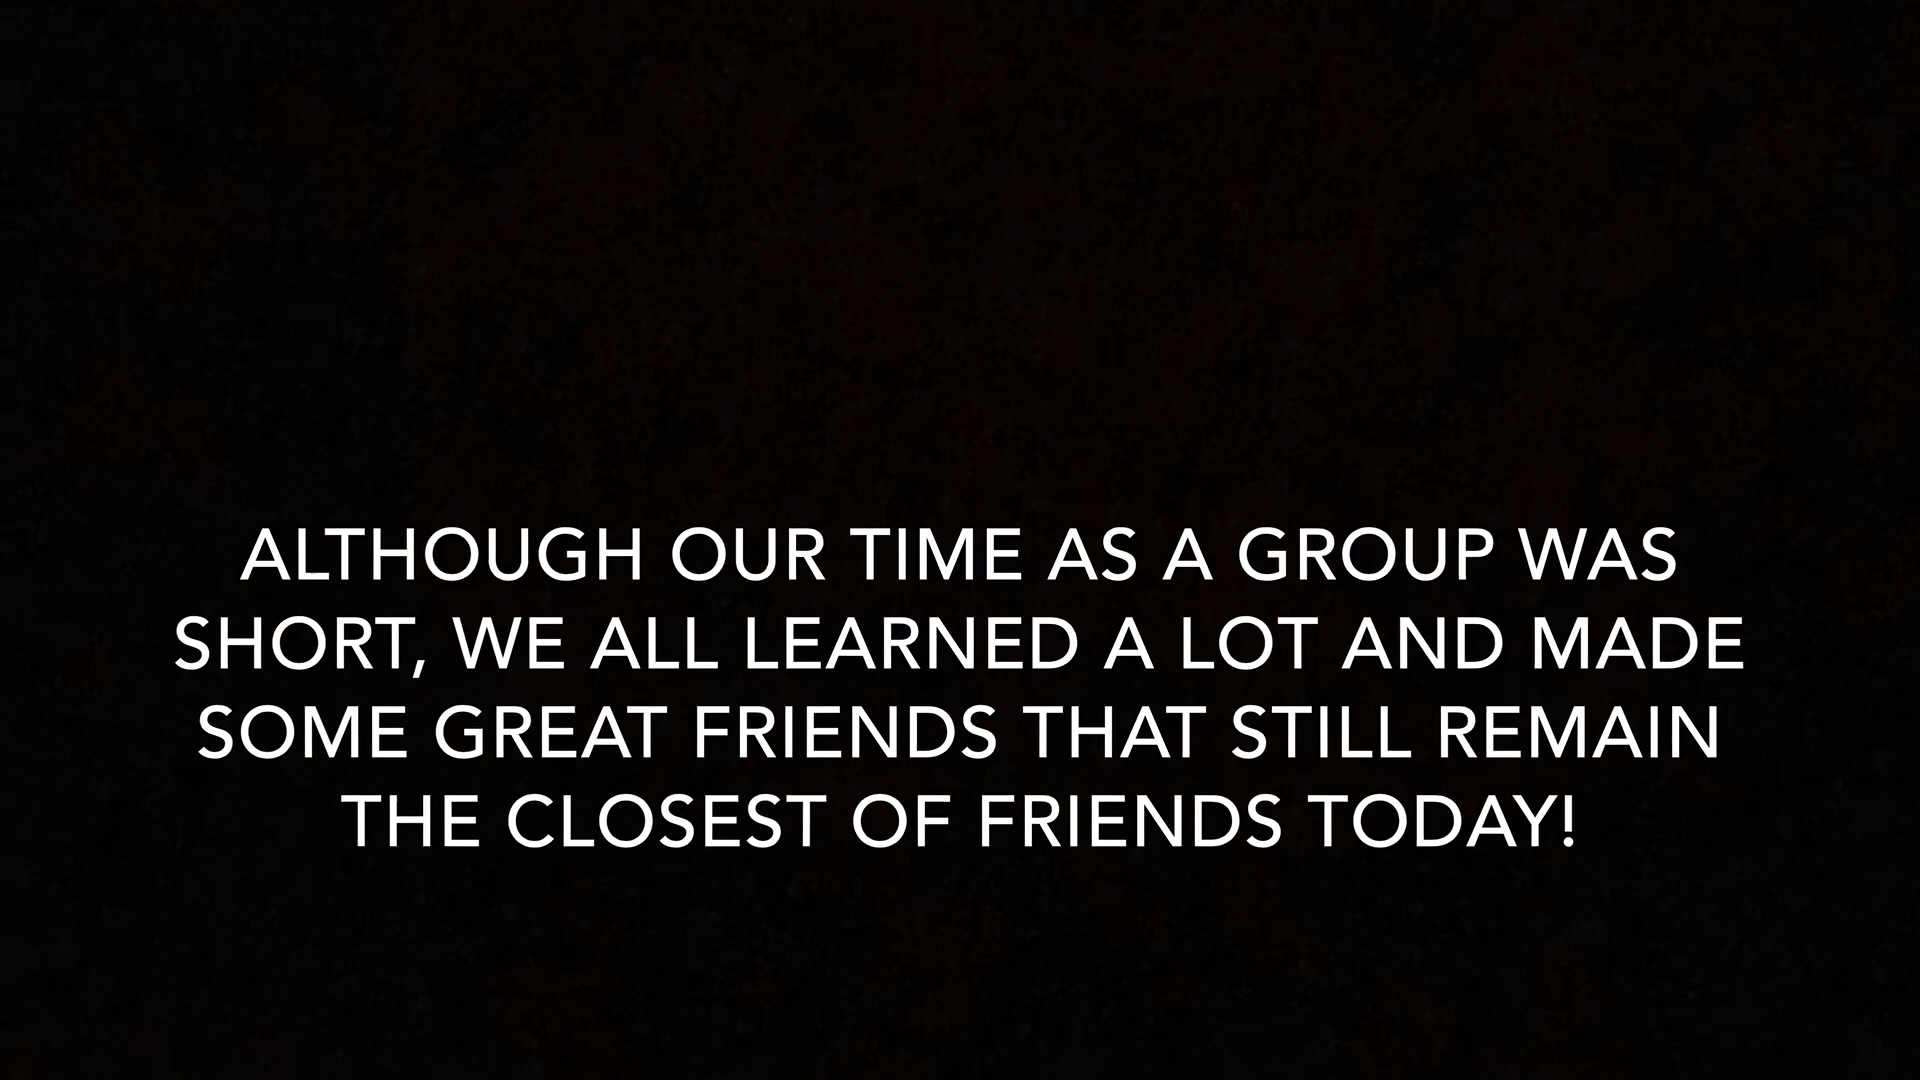 ALTHOUGH OUR TIME AS A GROUP WAS
SHORT, WE ALL LEARNED A LOT AND MADE
SOME GREAT FRIENDS THAT STILL REMAIN
THE CLOSEST OF FRIENDS TODAY!